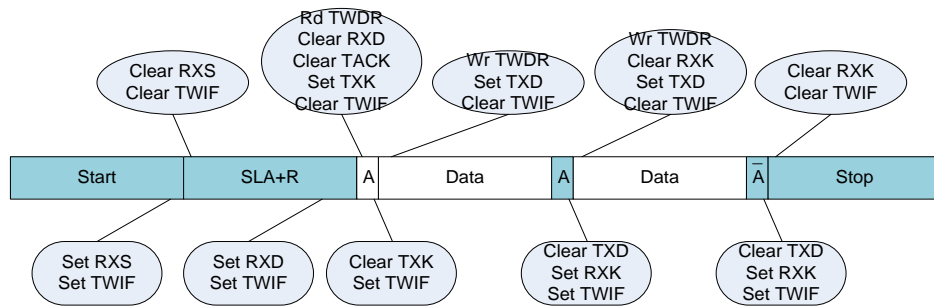 Clear RXS
Clear TWIF
Rd TWDR
Clear RXD
Clear TACK
Set TXK
Clear TWIF
Wr TWDR
Set TXD
Clear TWIF
Wr TWDR
Clear RXK
Set TXD
Clear TWIF
Clear RXK
Clear TWIF
Start
SLA+R
A
Data
A
Data
A̅
Stop
Set RXS
Set TWIF
Set RXD
Set TWIF
Clear TXK
Set TWIF
Clear TXD
Set RXK
Set TWIF
Clear TXD
Set RXK
Set TWIF